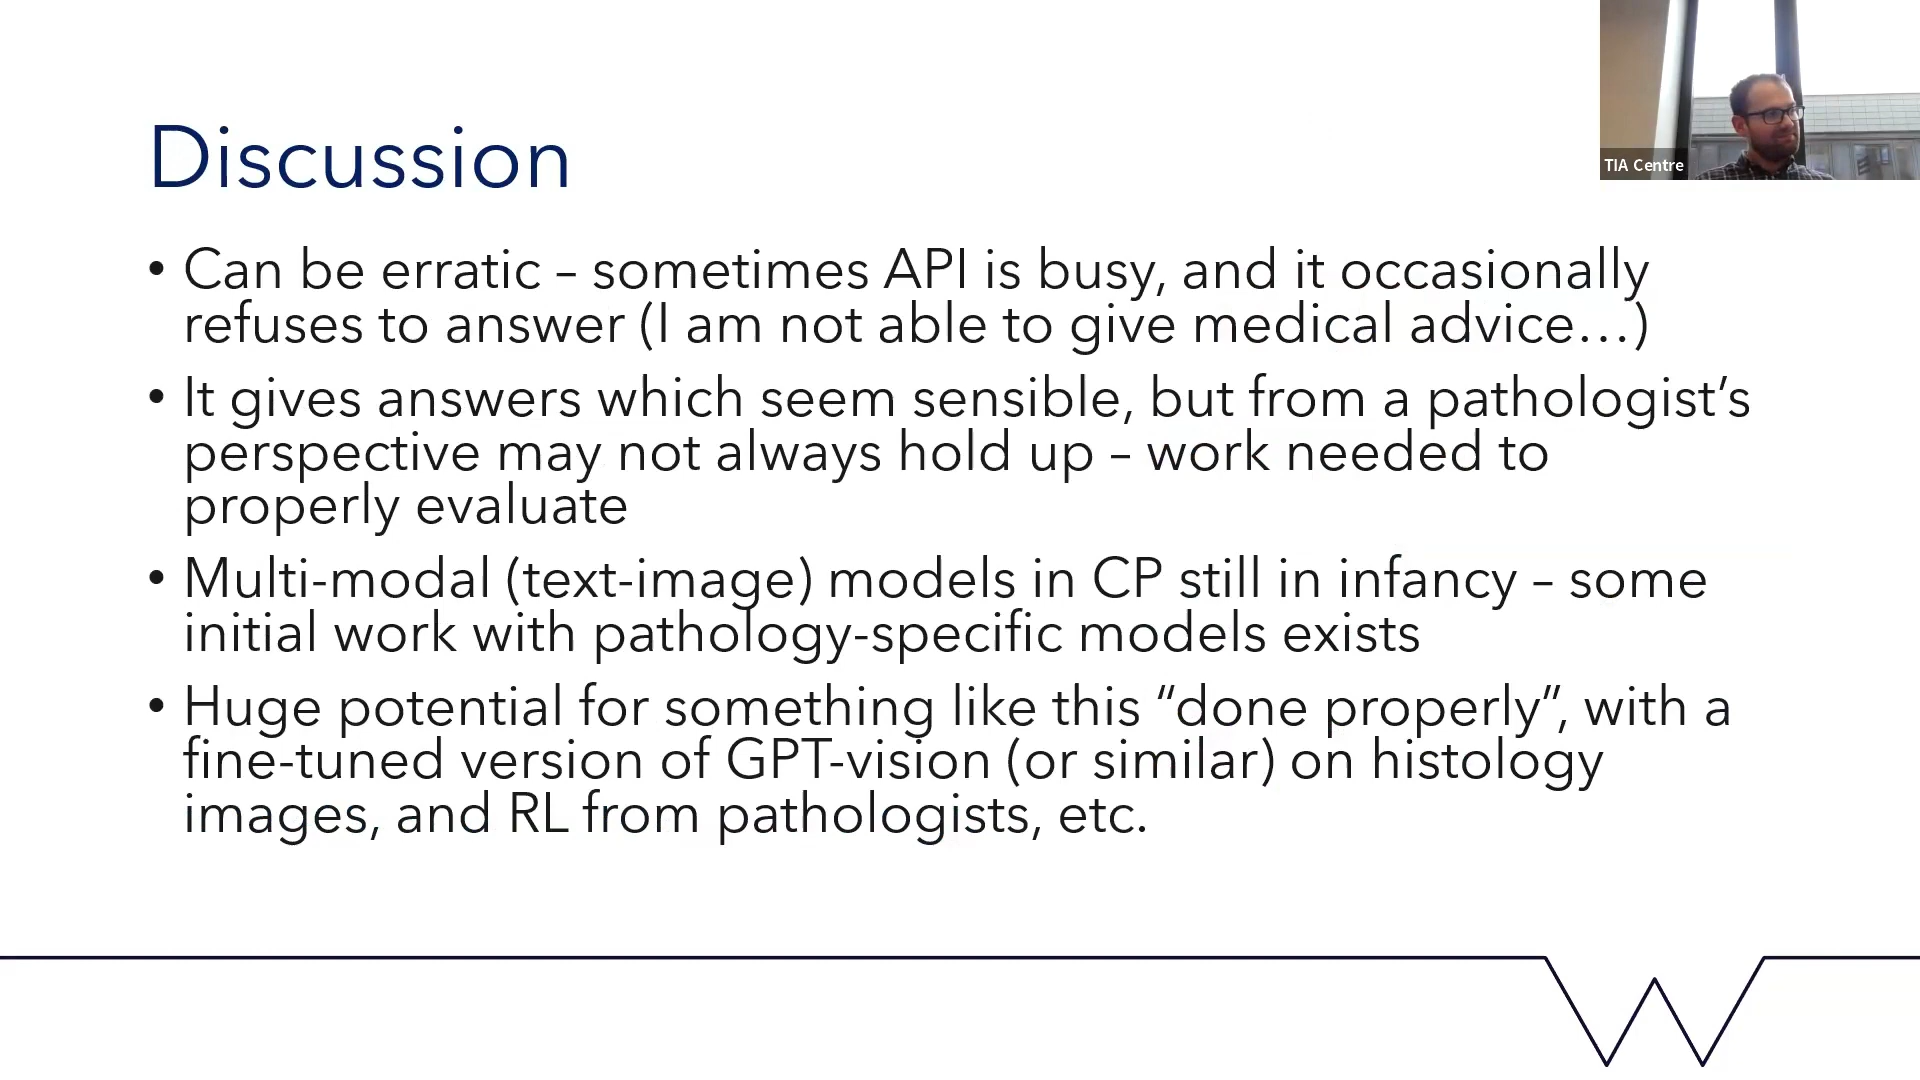 Discussion
TIA Centre
• Can be erratic – sometimes API is busy, and it occasionally
refuses to answer (I am not able to give medical advice…)
• It gives answers which seem sensible, but from a pathologist’s
perspective may not always hold up – work needed to
properly evaluate
• Multi-modal (text-image) models in CP still in infancy – some
initial work with pathology-specific models exists
• Huge potential for something like this “done properly”, with a
fine-tuned version of GPT-vision (or similar) on histology
images, and RL from pathologists, etc.